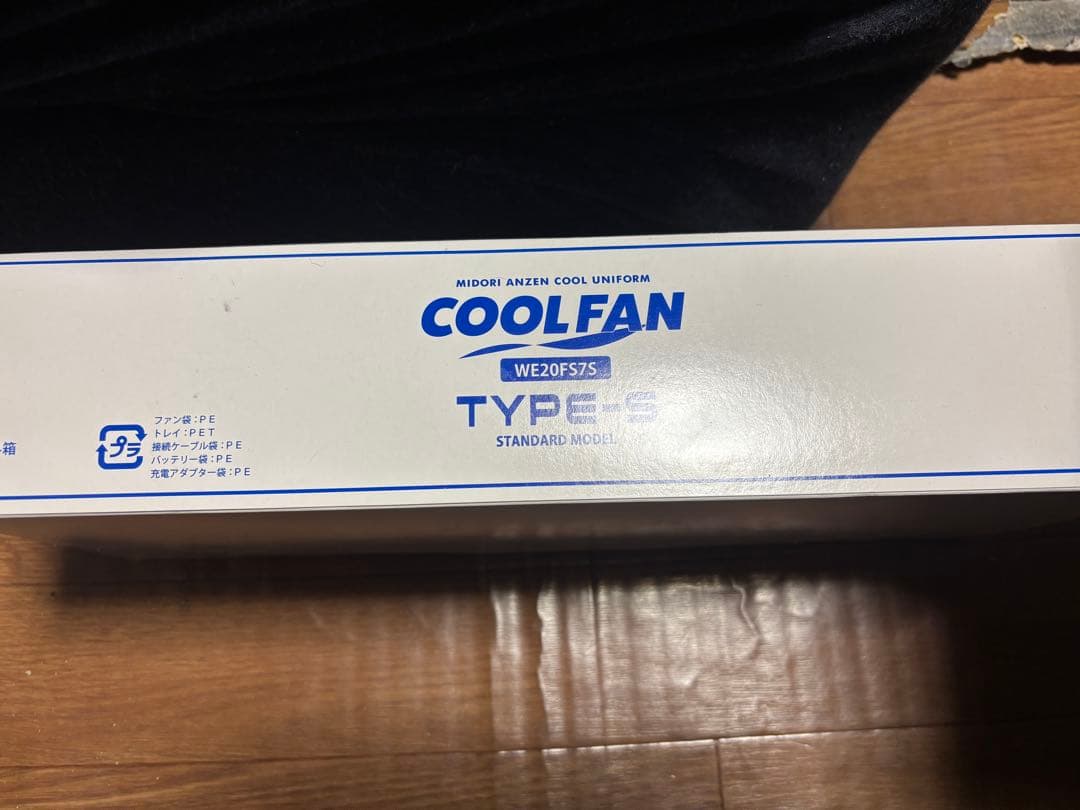 MIDORI ANZEN COOL UNIFORM
COOLFAN
WE20FS7S
TYPE-S
STANDARD MODEL
箱
プラ
ファン袋:PE
トレイ:PET
接続ケーブル袋:PE
バッテリー袋:PE
充電アダプター袋:PE